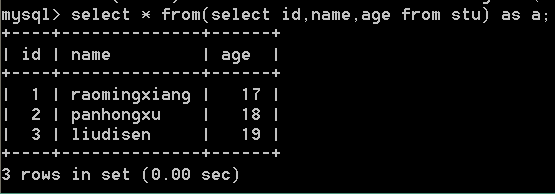 mysql> select * from(select id,name,age from stu) as a;
+----+--------------+------+
| id | name         | age  |
+----+--------------+------+
|  1 | raomingxiang |   17 |
|  2 | panhongxu    |   18 |
|  3 | liudisen     |   19 |
+----+--------------+------+
3 rows in set (0.00 sec)